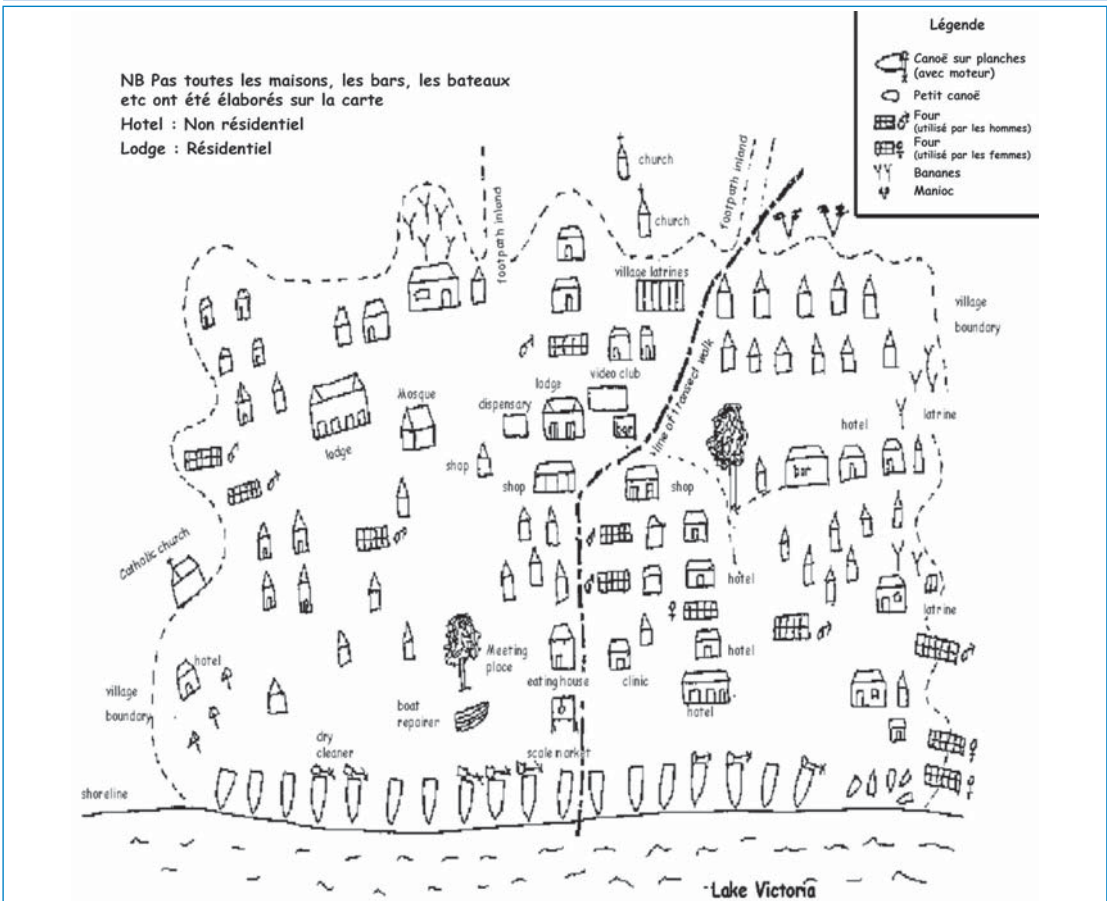 Légende
Canoë sur planches
(avec moteur)
Petit canoë
Four
(utilisé par les hommes)
Four
(utilisé par les femmes)
Bananes
Manioc
NB Pas toutes les maisons, les bars, les bateaux
etc ont été élaborés sur la carte
Hotel : Non résidentiel
Lodge : Résidentiel
church
church
footpath inland
footpath inland
village latrines
village
boundary
line of transect walk
video club
lodge
Mosque
dispensary
bar
latrine
hotel
bar
lodge
shop
shop
shop
Catholic church
hotel
latrine
hotel
Meeting
place
hotel
eating house
clinic
village
boundary
boat
repairer
hotel
dry
cleaner
scale market
shoreline
Lake Victoria